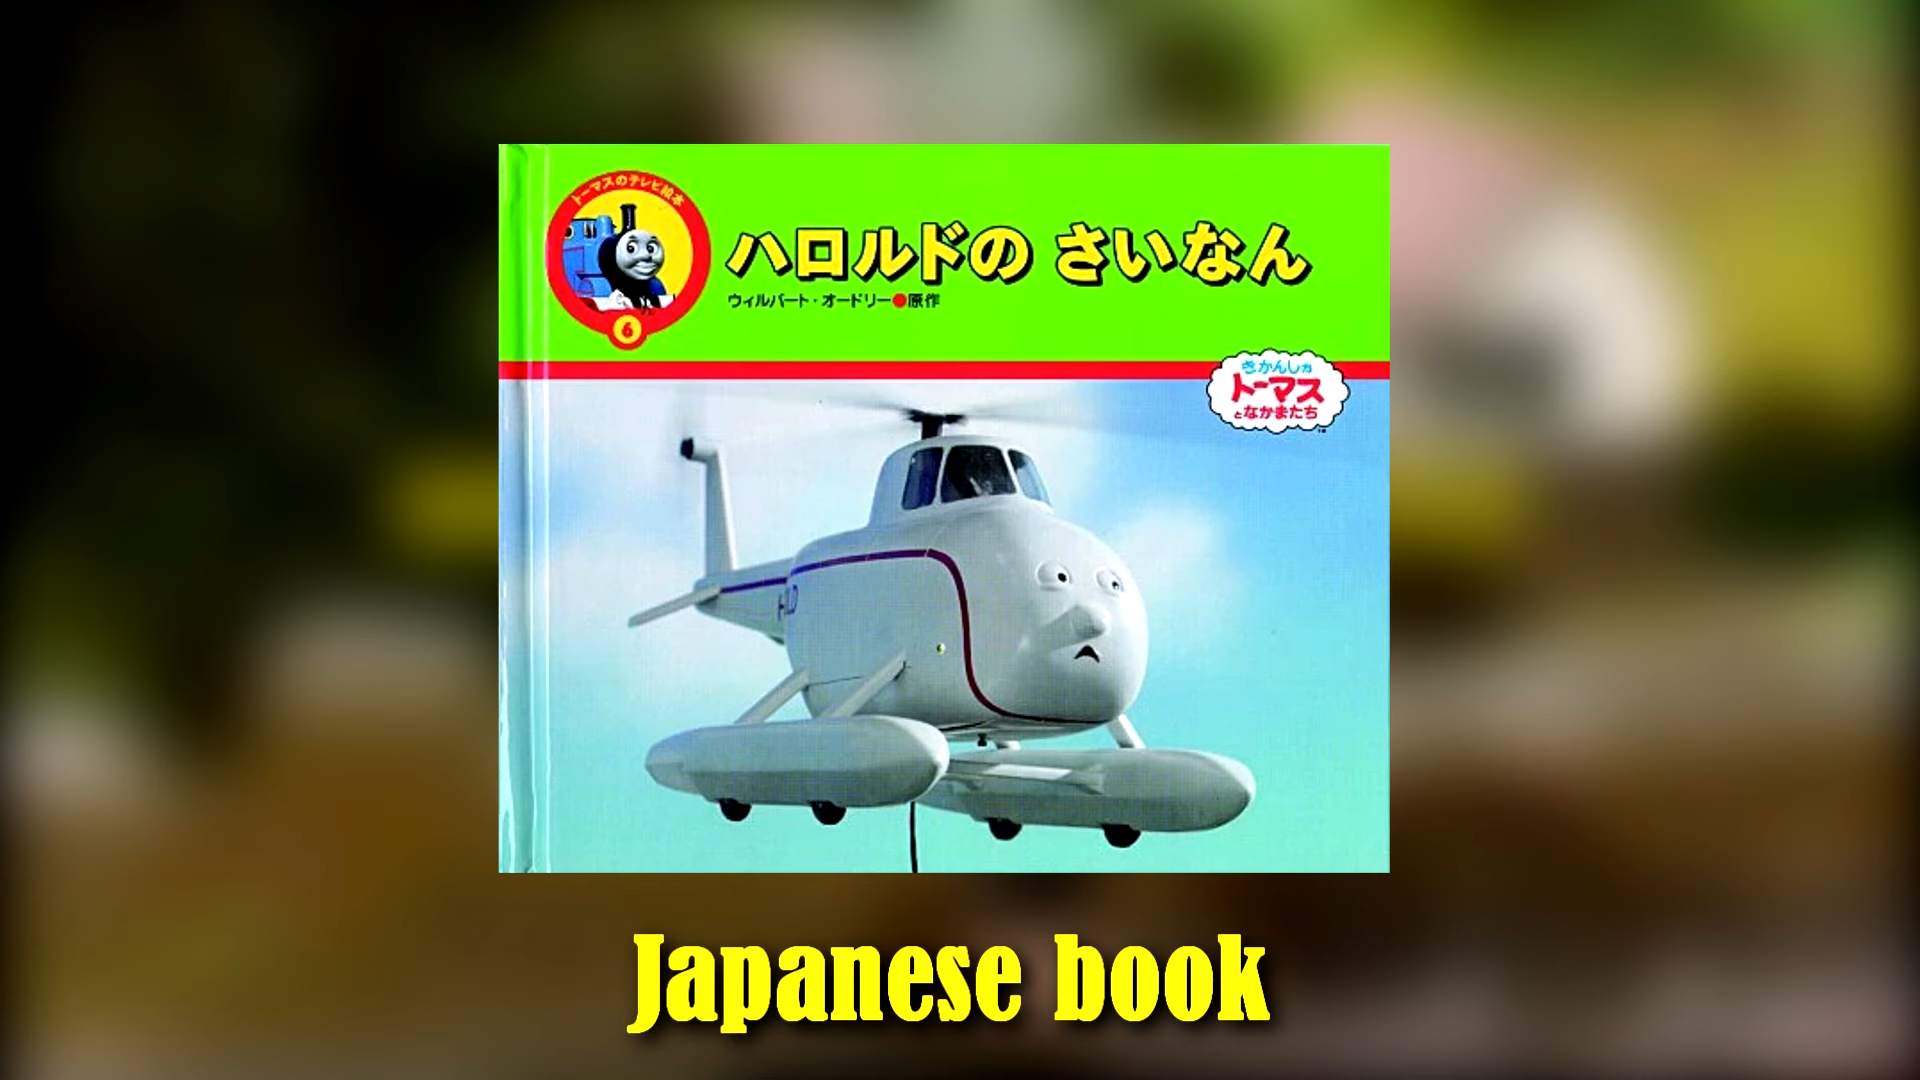 トーマスのテレビ絵本
6
ハロルドの さいなん
ウィルバート・オードリー●原作
きかんしゃ
トーマス
となかまたち
Japanese book